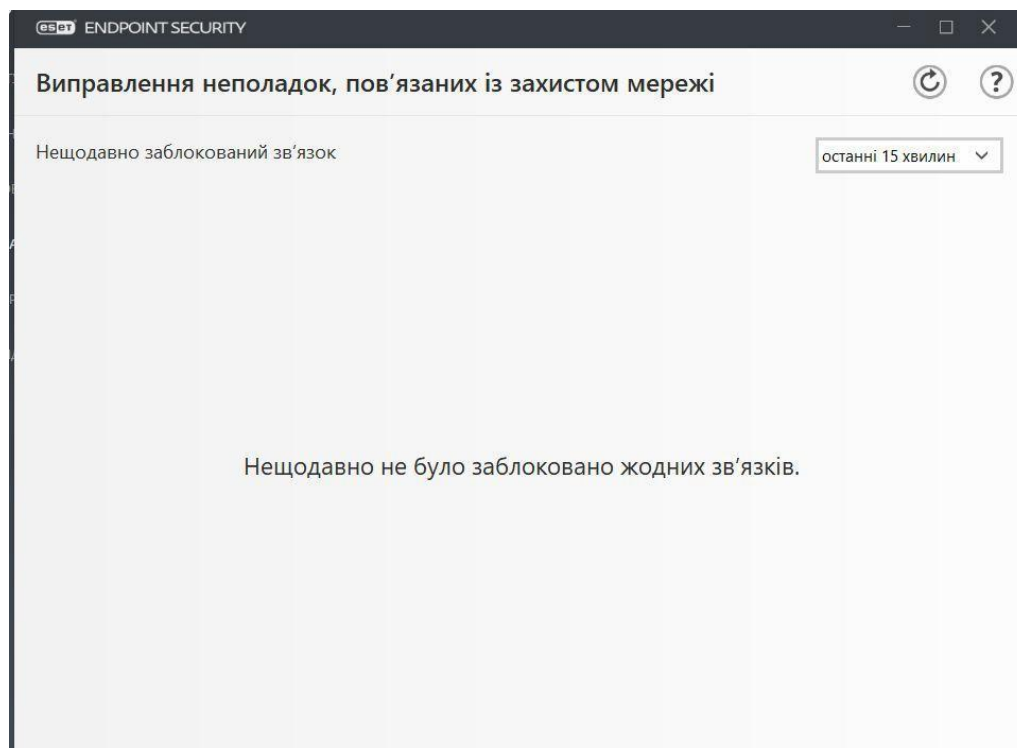 eset ENDPOINT SECURITY
Виправлення неполадок, пов’язаних із захистом мережі
Нещодавно заблокований зв’язок
останні 15 хвилин
Нещодавно не було заблоковано жодних зв’язків.